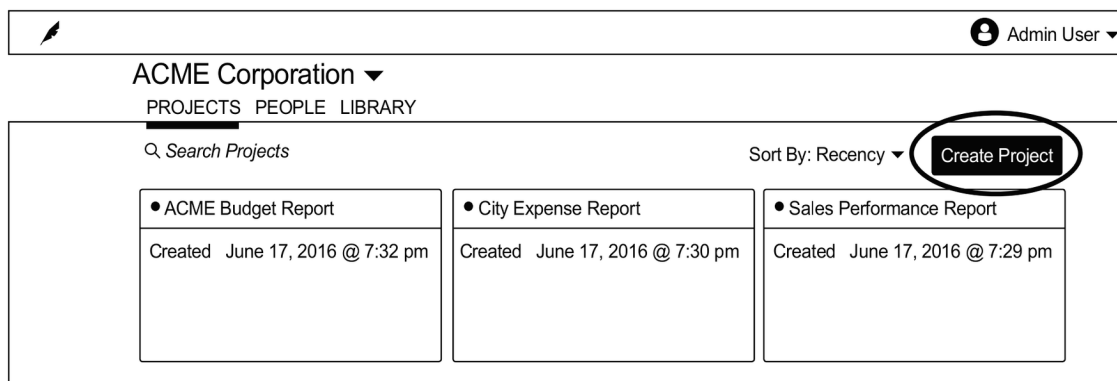 Admin User
ACME Corporation
PROJECTS PEOPLE LIBRARY
Search Projects
Sort By: Recency
Create Project
ACME Budget Report
City Expense Report
Sales Performance Report
Created June 17, 2016 @ 7:32 pm
Created June 17, 2016 @ 7:30 pm
Created June 17, 2016 @ 7:29 pm